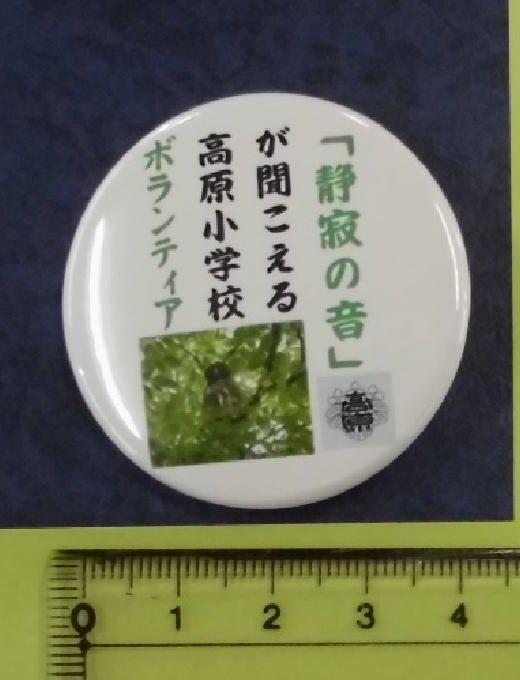 「静寂の音」
が聞こえる
高原小学校
ボランティア
高
0 1 2 3 4